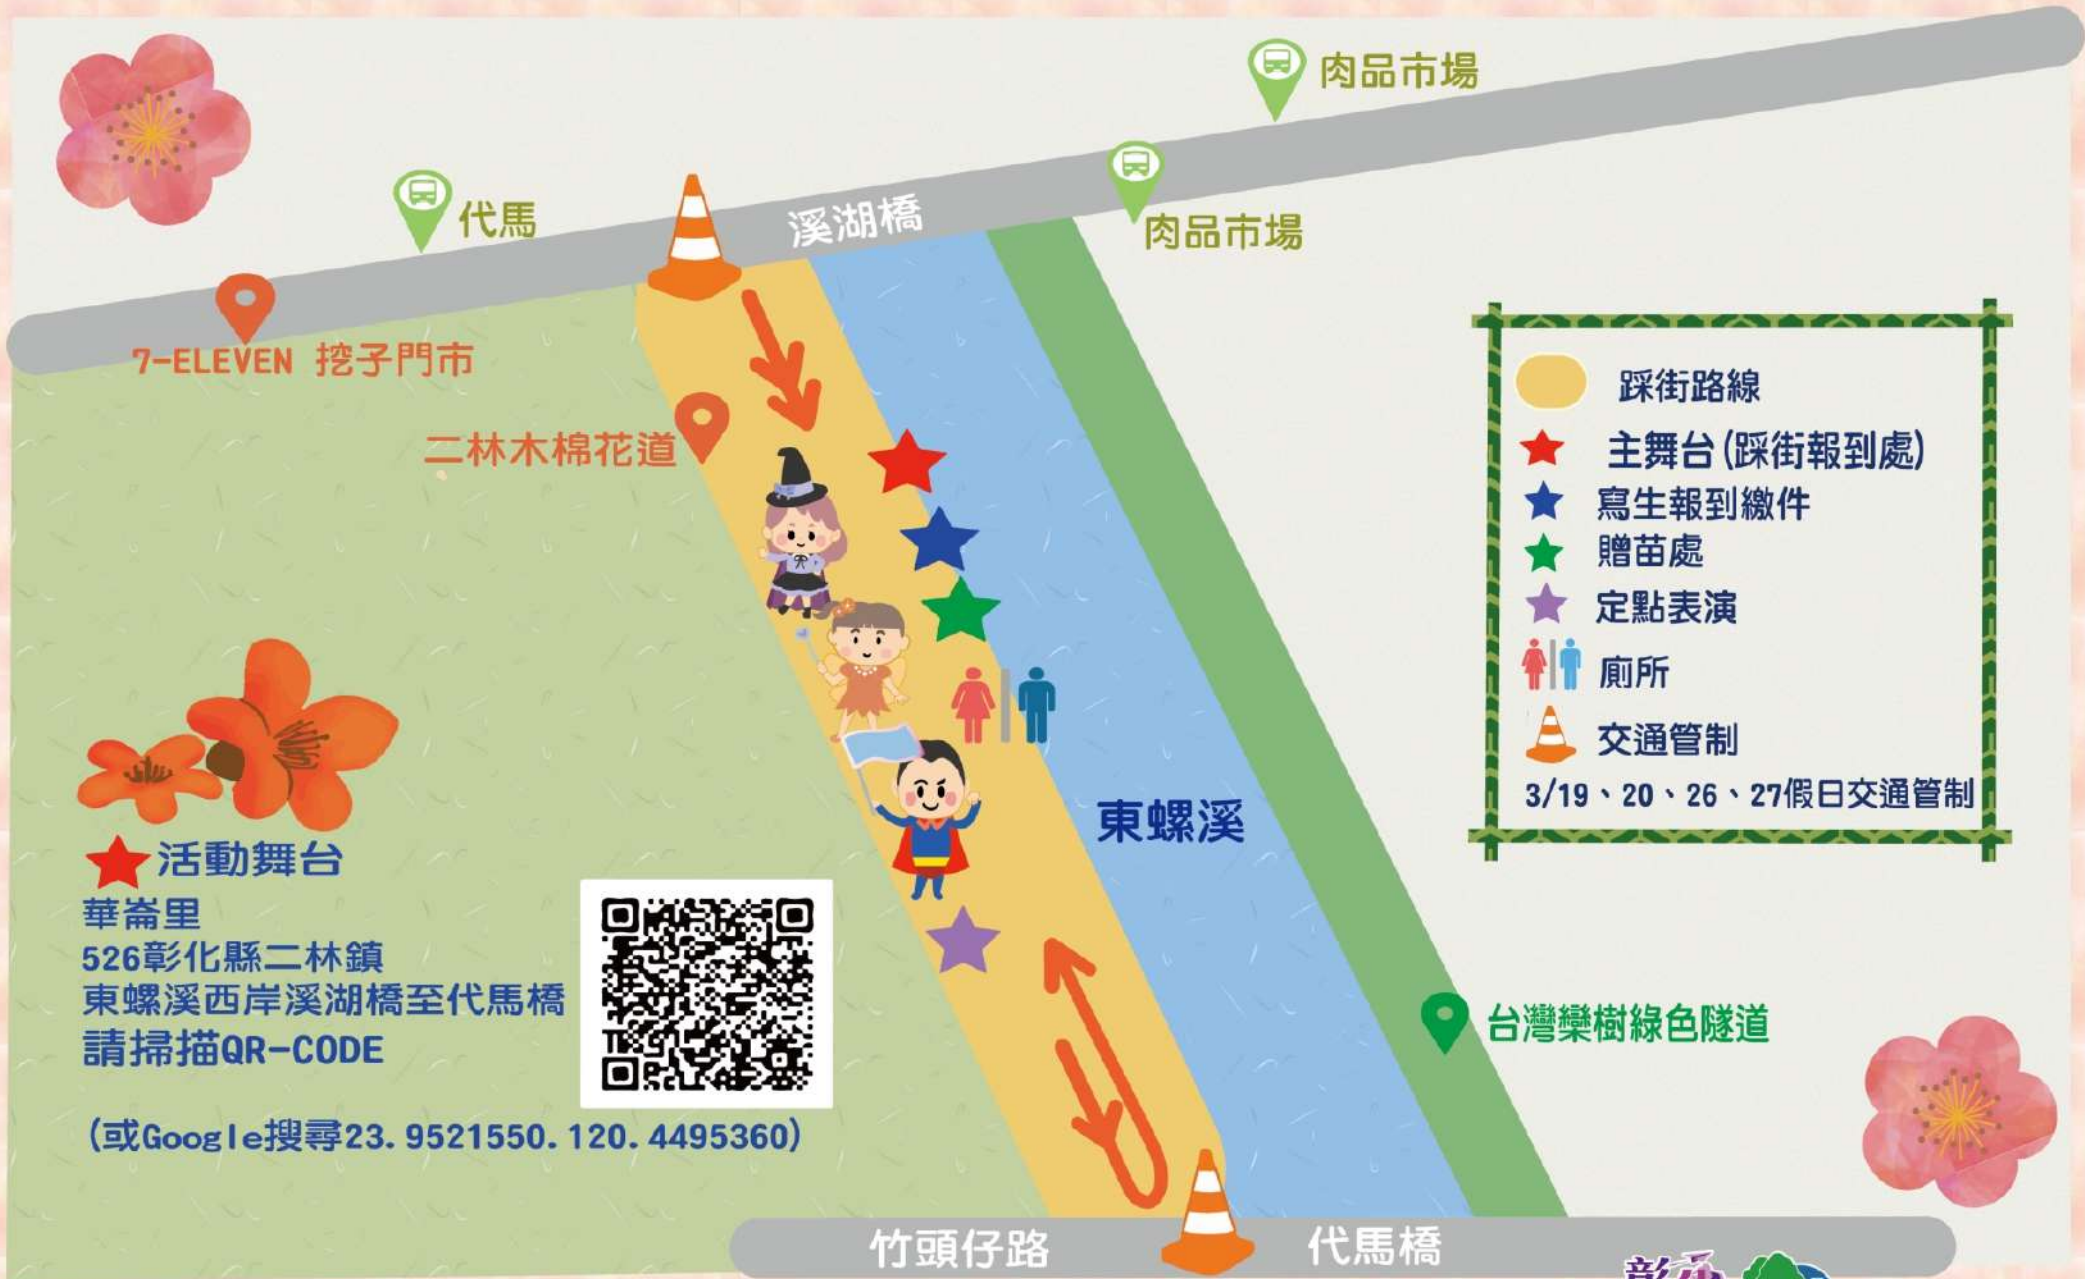 肉品市場
代馬
溪湖橋
肉品市場
7-ELEVEN 挖子門市
二林木棉花道
踩街路線
主舞台(踩街報到處)
寫生報到繳件
贈苗處
定點表演
廁所
交通管制
3/19、20、26、27假日交通管制
東螺溪
活動舞台
華崙里
526彰化縣二林鎮
東螺溪西岸溪湖橋至代馬橋
請掃描QR-CODE
(或Google搜尋23.9521550.120.4495360)
台灣欒樹綠色隧道
竹頭仔路
代馬橋